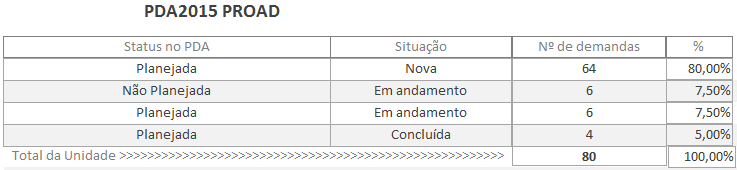 PDA2015 PROAD
Status no PDA Situação Nº de demandas %
Planejada Nova 64 80,00%
Não Planejada Em andamento 6 7,50%
Planejada Em andamento 6 7,50%
Planejada Concluída 4 5,00%
Total da Unidade >>>>>>>>>>>>>>>>>>>>>>>>>>>>>>>>>>>>>>>>>>>>>>>>>>>>>>> 80 100,00%